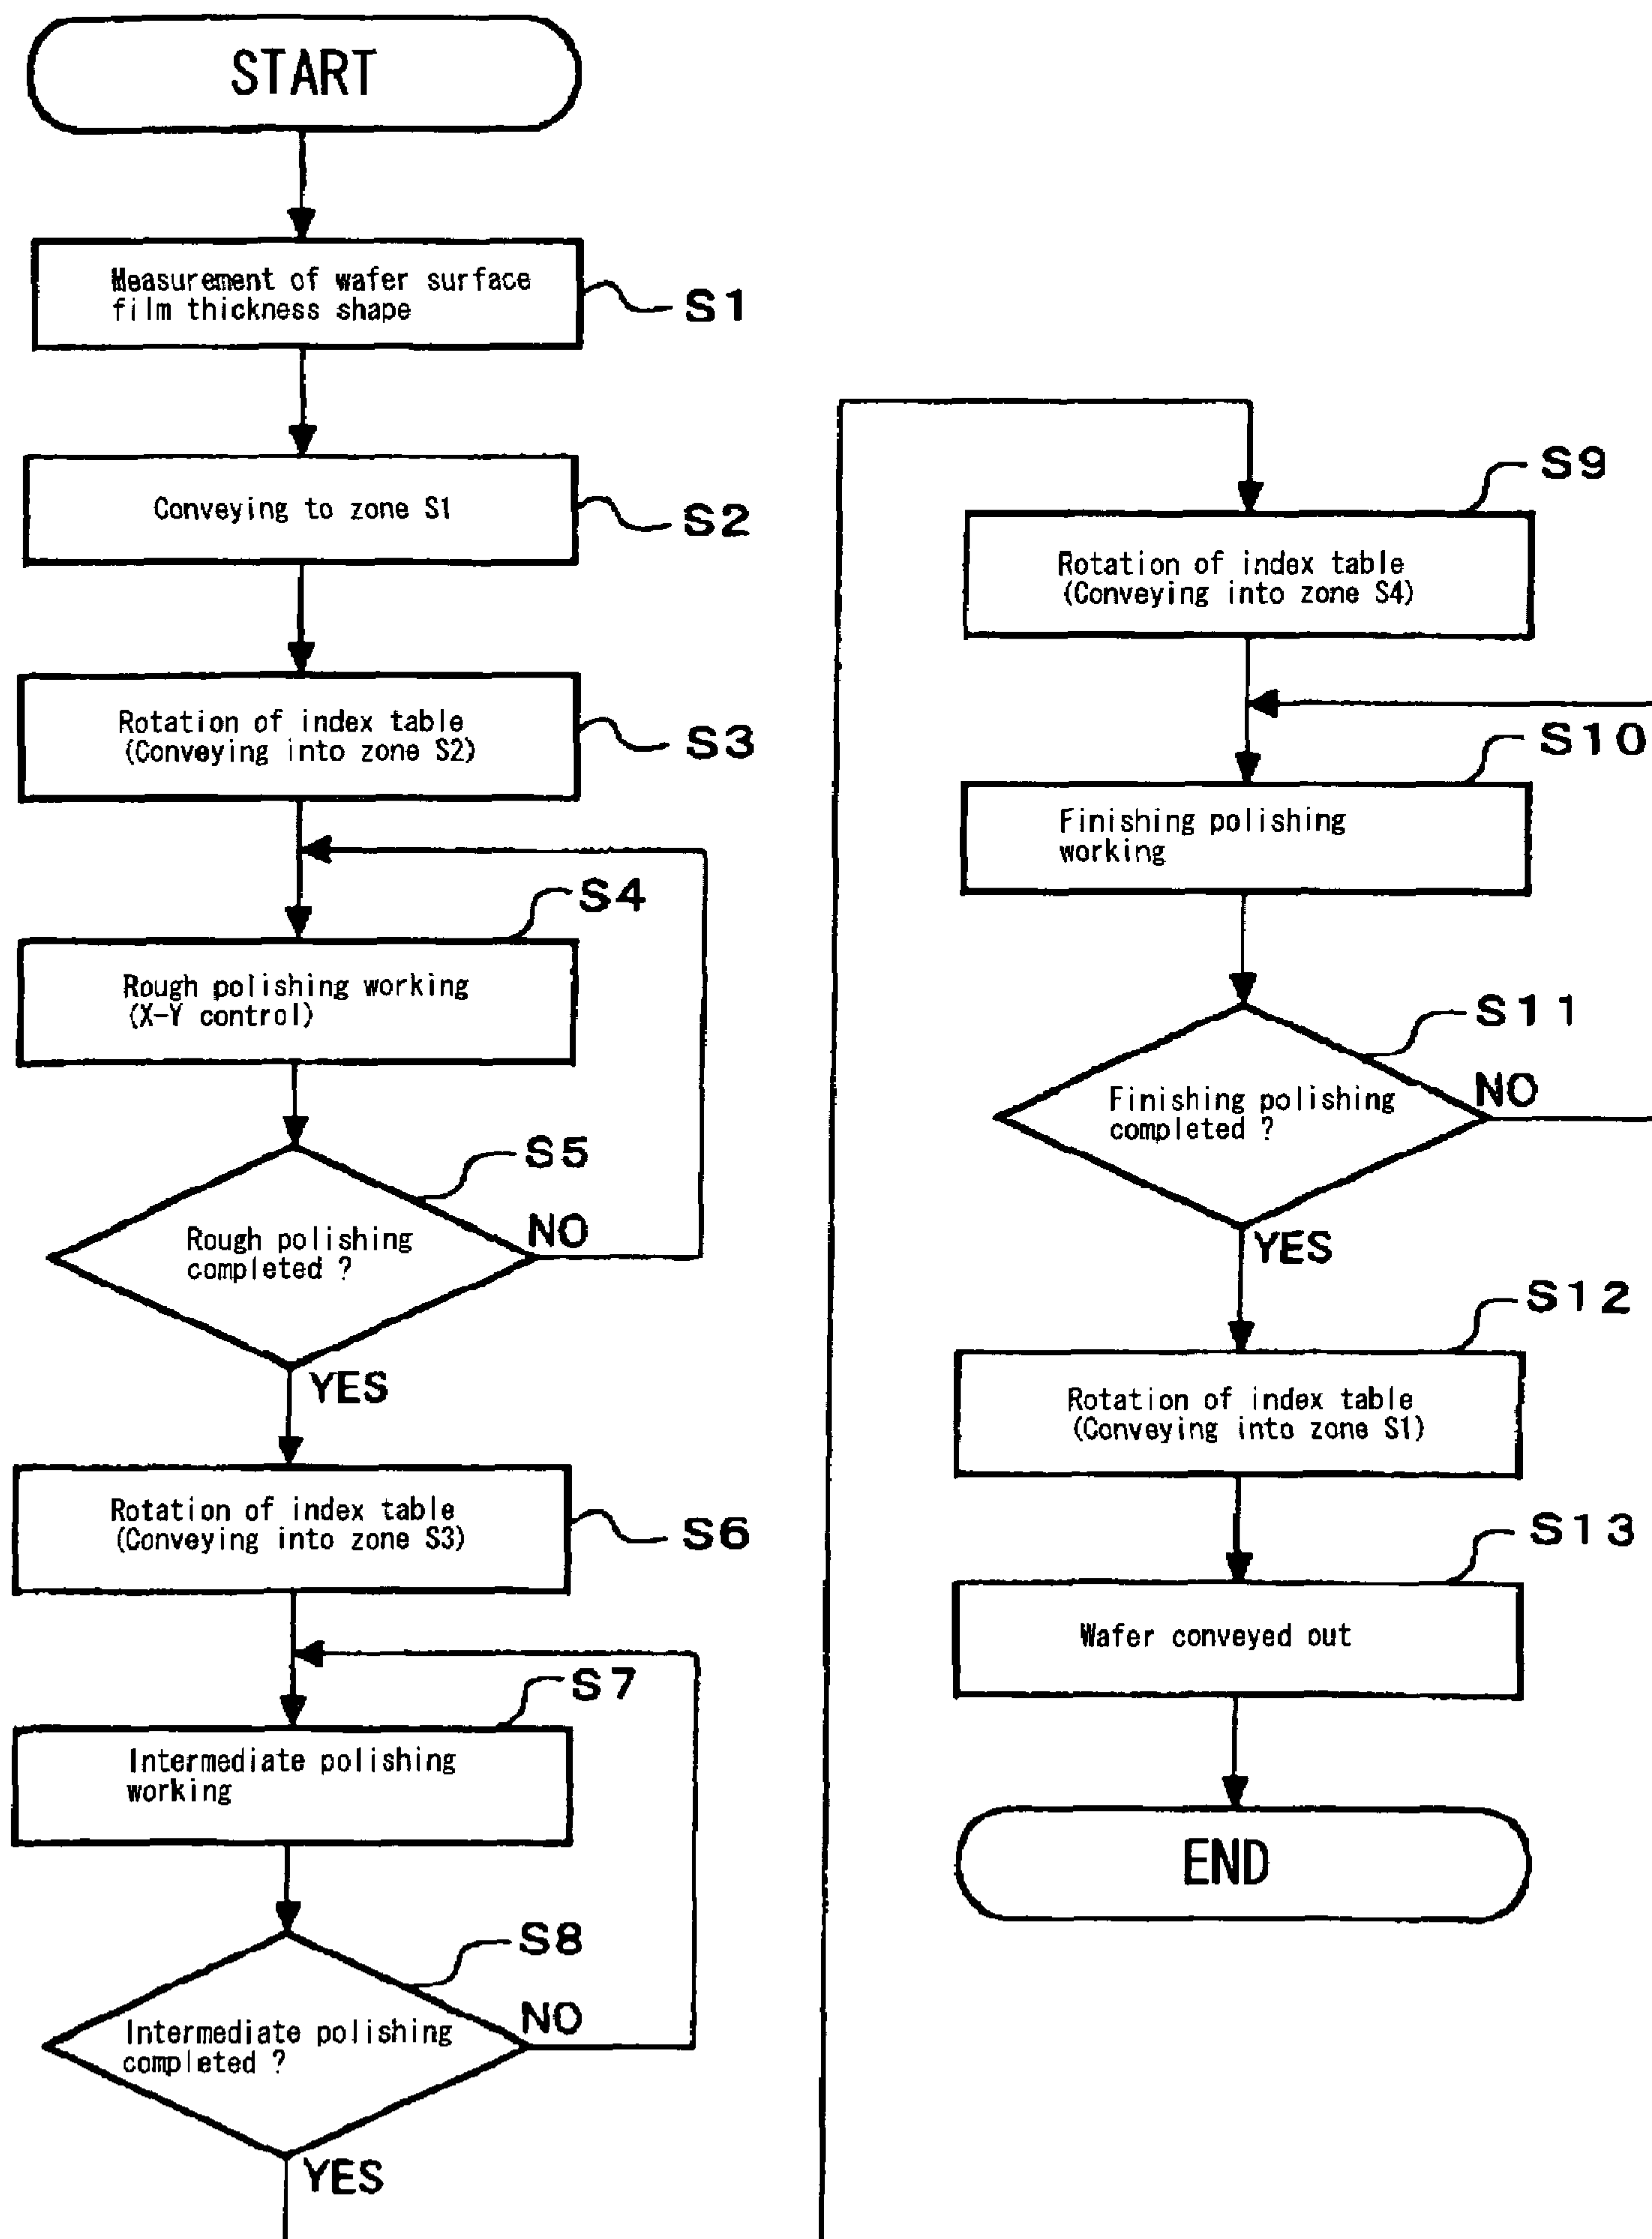 START
Measurement of wafer surface
film thickness shape
S1
Conveying to zone S1
S2
Rotation of index table
(Conveying into zone S2)
S3
S4
Rough polishing working
(X-Y control)
S5
Rough polishing
completed ?
NO
YES
Rotation of index table
(Conveying into zone S3)
S6
S7
Intermediate polishing
working
S8
Intermediate polishing
completed ?
NO
YES
S9
Rotation of index table
(Conveying into zone S4)
S10
Finishing polishing
working
S11
Finishing polishing
completed ?
NO
YES
S12
Rotation of index table
(Conveying into zone S1)
S13
Wafer conveyed out
END